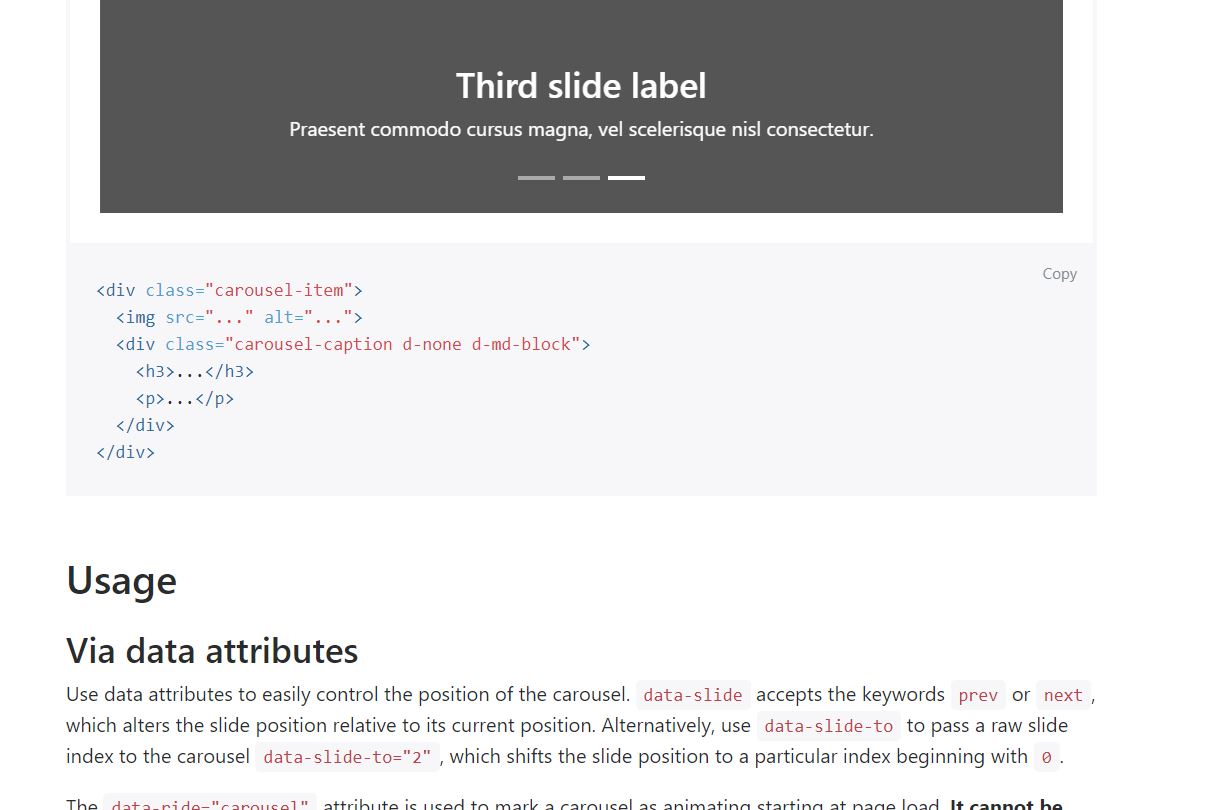 Third slide label
Praesent commodo cursus magna, vel scelerisque nisl consectetur.
Copy
<div class="carousel-item">
  <img src="..." alt="...">
  <div class="carousel-caption d-none d-md-block">
    <h3>...</h3>
    <p>...</p>
  </div>
</div>
Usage
Via data attributes
Use data attributes to easily control the position of the carousel. data-slide accepts the keywords prev or next,
which alters the slide position relative to its current position. Alternatively, use data-slide-to to pass a raw slide
index to the carousel data-slide-to="2", which shifts the slide position to a particular index beginning with 0.
The data-ride="carousel" attribute is used to mark a carousel as animating starting at page load. It cannot be